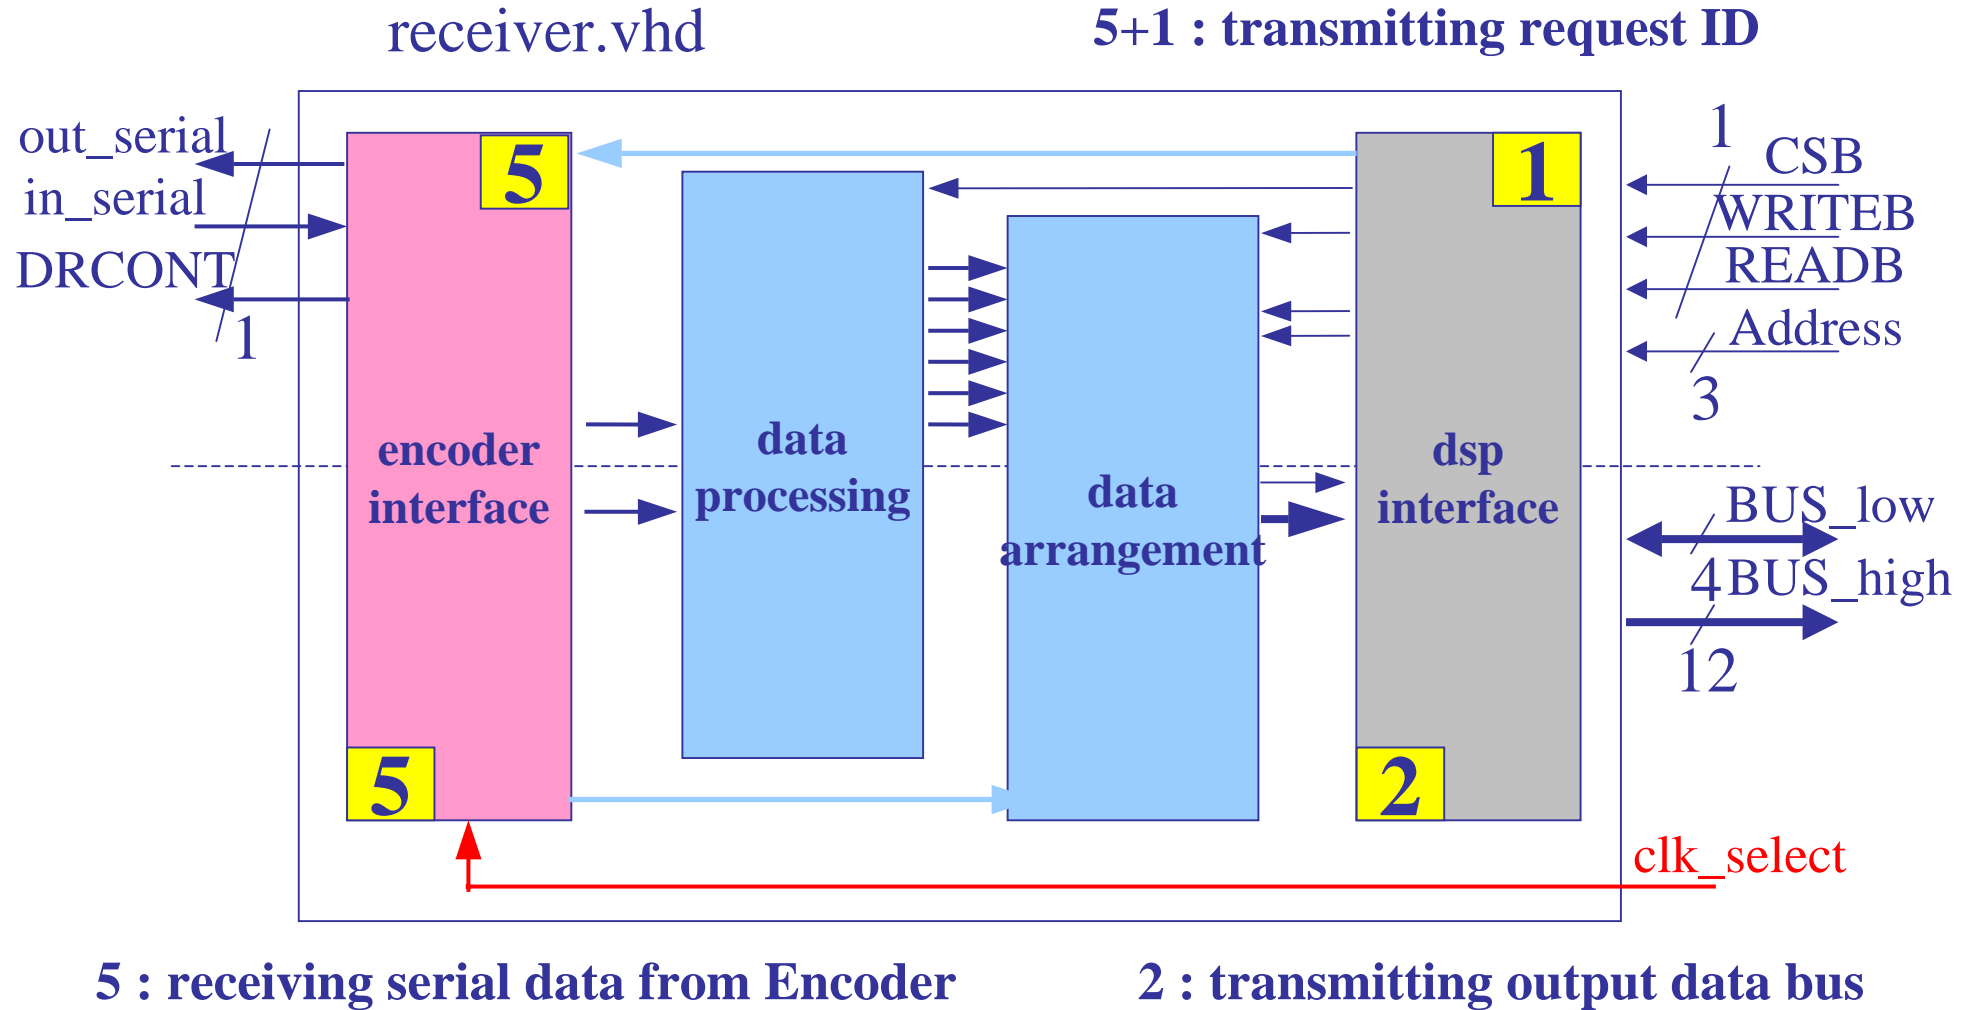 receiver.vhd
5+1 : transmitting request ID
out_serial
in_serial
DRCONT
1
5
1
1
CSB
WRITEB
READB
Address
3
encoder
interface
data
processing
data
arrangement
dsp
interface
BUS_low
4
BUS_high
12
5
2
clk_select
5 : receiving serial data from Encoder
2 : transmitting output data bus